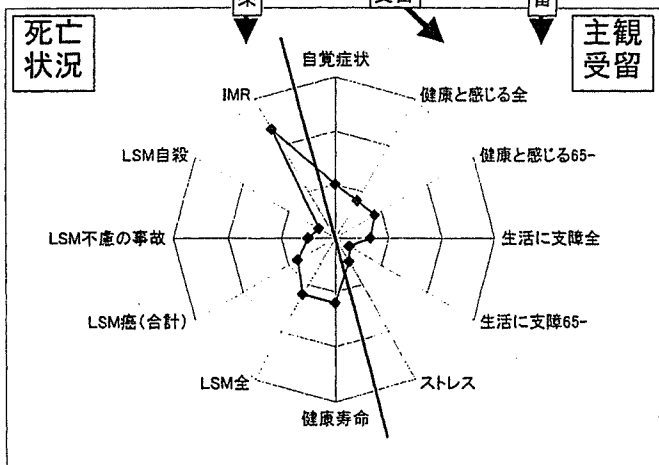 死亡
状況
主観
受留
自覚症状
IMR
健康と感じる全
LSM自殺
健康と感じる65-
LSM不慮の事故
生活に支障全
LSM癌(合計)
生活に支障65-
LSM全
ストレス
健康寿命